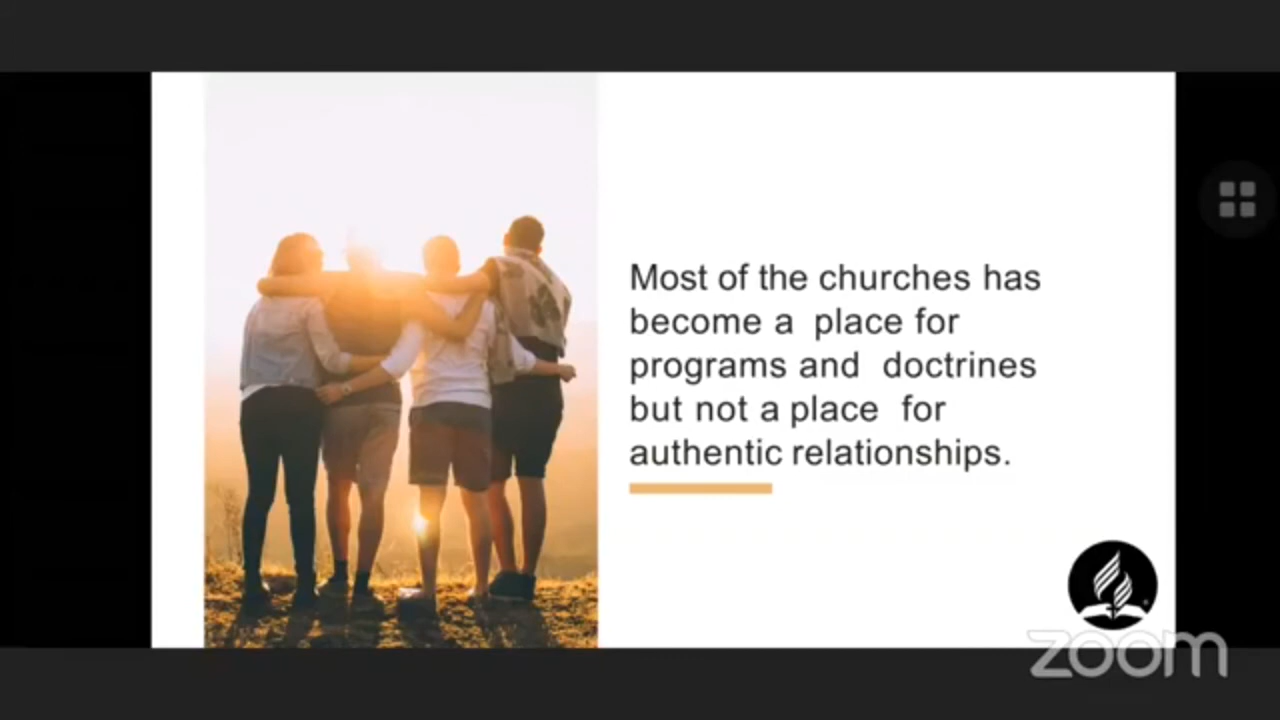 Most of the churches has
become a place for
programs and doctrines
but not a place for
authentic relationships.
zoom